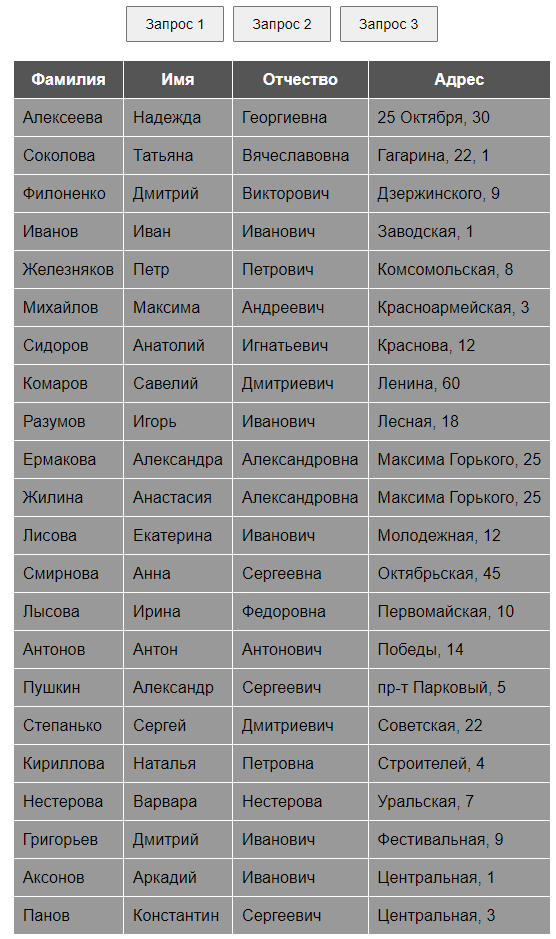 Запрос 1 Запрос 2 Запрос 3
Фамилия Имя Отчество Адрес
Алексеева Надежда Георгиевна 25 Октября, 30
Соколова Татьяна Вячеславовна Гагарина, 22, 1
Филоненко Дмитрий Викторович Дзержинского, 9
Иванов Иван Иванович Заводская, 1
Железняков Петр Петрович Комсомольская, 8
Михайлов Максима Андреевич Красноармейская, 3
Сидоров Анатолий Игнатьевич Краснова, 12
Комаров Савелий Дмитриевич Ленина, 60
Разумов Игорь Иванович Лесная, 18
Ермакова Александра Александровна Максима Горького, 25
Жилина Анастасия Александровна Максима Горького, 25
Лисова Екатерина Иванович Молодежная, 12
Смирнова Анна Сергеевна Октябрьская, 45
Лысова Ирина Федоровна Первомайская, 10
Антонов Антон Антонович Победы, 14
Пушкин Александр Сергеевич пр-т Парковый, 5
Степанько Сергей Дмитриевич Советская, 22
Кириллова Наталья Петровна Строителей, 4
Нестерова Варвара Нестерова Уральская, 7
Григорьев Дмитрий Иванович Фестивальная, 9
Аксонов Аркадий Иванович Центральная, 1
Панов Константин Сергеевич Центральная, 3